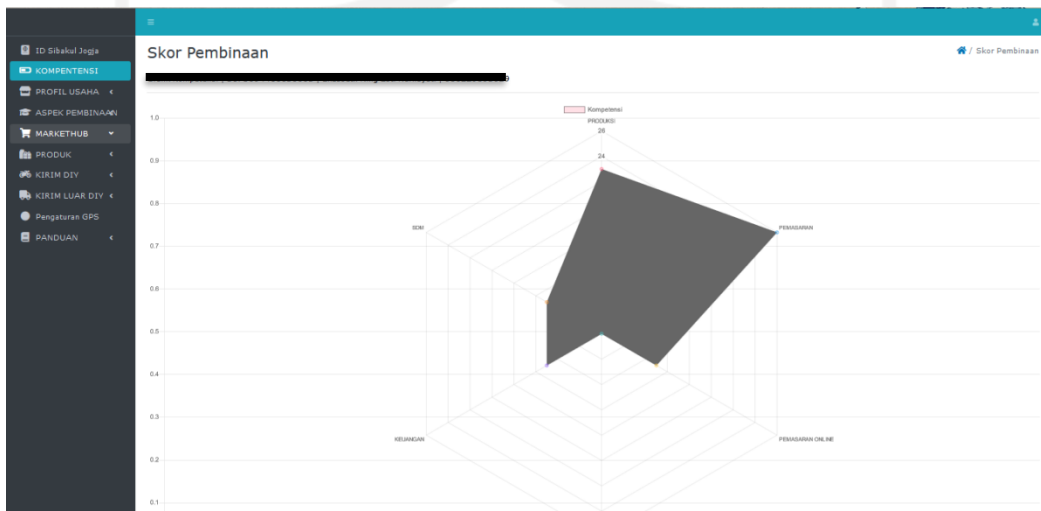 ID Sibakul Jogja
KOMPENTENSI
PROFIL USAHA
ASPEK PEMBINAAN
MARKETHUB
PRODUK
KIRIM DIY
KIRIM LUAR DIY
Pengaturan GPS
PANDUAN
Skor Pembinaan
/ Skor Pembinaan
Kompetensi
PRODUKSI
28
24
SDM
PEMASARAN
KEUANGAN
PEMASARAN ONLINE
1.0
0.9
0.8
0.7
0.6
0.5
0.4
0.3
0.2
0.1